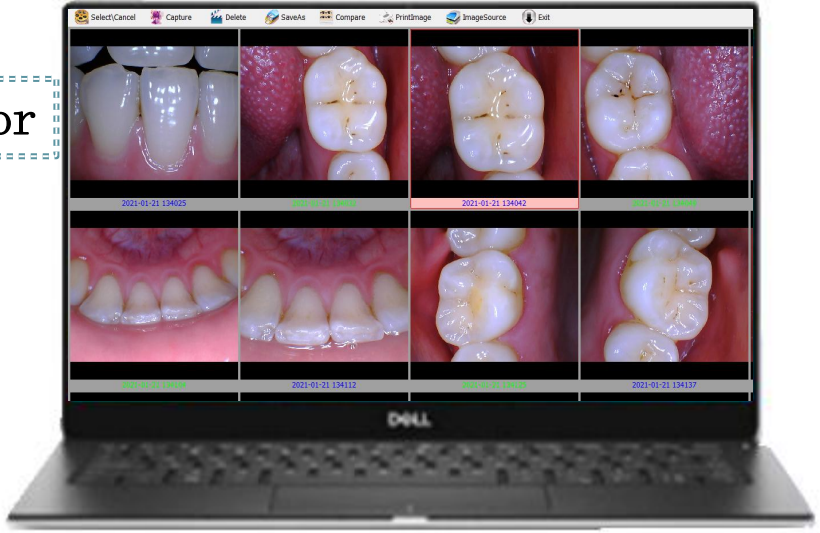 Select\Cancel Capture Delete SaveAs Compare PrintImage ImageSource Exit
or
2021-01-21 134025
2021-01-21 134042
2021-01-21 134112
2021-01-21 134137
DELL